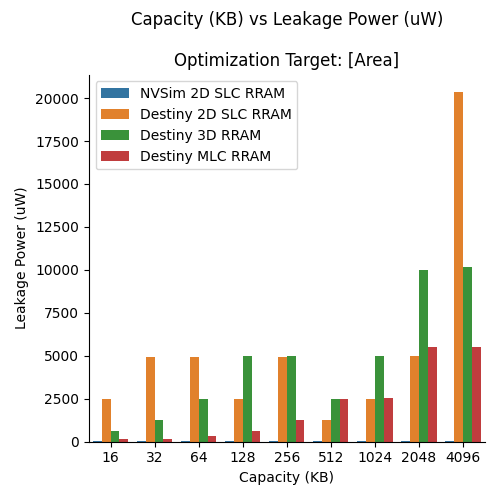 Capacity (KB) vs Leakage Power (uW)
Optimization Target: [Area]
NVSim 2D SLC RRAM
Destiny 2D SLC RRAM
Destiny 3D RRAM
Destiny MLC RRAM
Leakage Power (uW)
20000
17500
15000
12500
10000
7500
5000
2500
0
16 32 64 128 256 512 1024 2048 4096
Capacity (KB)